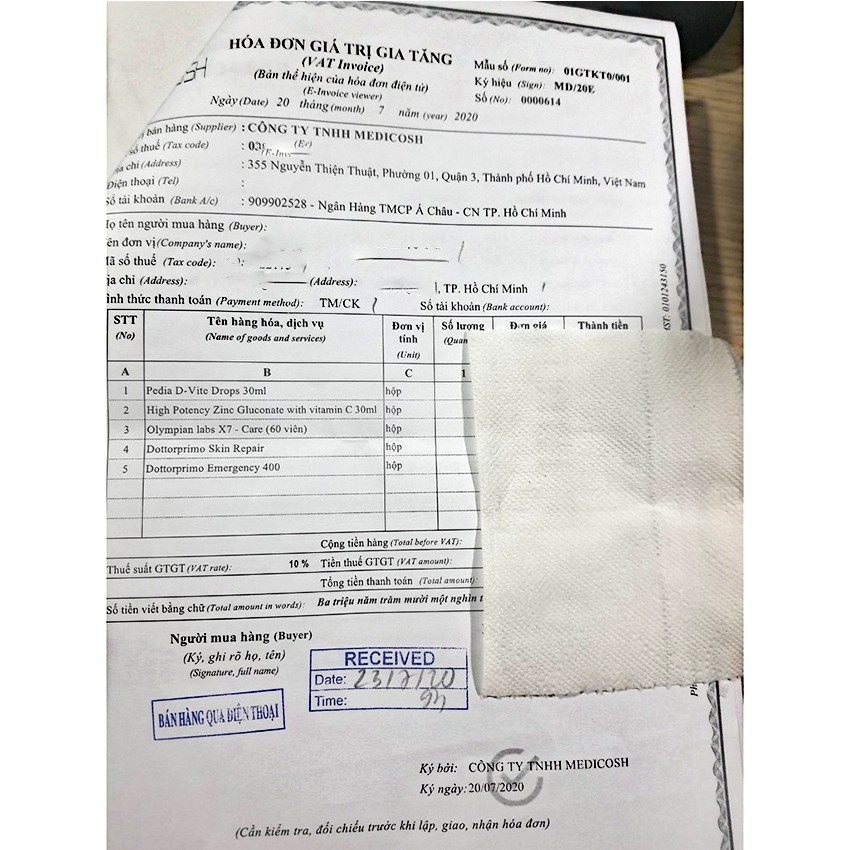 HÓA ĐƠN GIÁ TRỊ GIA TĂNG
(VAT Invoice)
(Bản thể hiện của hóa đơn điện tử)
(E-Invoice viewer)
Ngày (Date) 20 tháng (month) 7 năm (year) 2020
Mẫu số (Form no): 01GTKT0/001
Ký hiệu (Sign): MD/20E
Số (No): 0000614
bán hàng (Supplier) : CÔNG TY TNHH MEDICOSH
số thuế (Tax code) :
địa chỉ (Address) : 355 Nguyễn Thiện Thuật, Phường 01, Quận 3, Thành phố Hồ Chí Minh, Việt Nam
Điện thoại (Tel) :
Số tài khoản (Bank A/c) : 909902528 - Ngân Hàng TMCP Á Châu - CN TP. Hồ Chí Minh
Họ tên người mua hàng (Buyer):
Tên đơn vị (Company's name):
Mã số thuế (Tax code):
Địa chỉ (Address): (Address): , TP. Hồ Chí Minh
Hình thức thanh toán (Payment method): TM/CK Số tài khoản (Bank account):
STT (No) Tên hàng hóa, dịch vụ (Name of goods and services) Đơn vị tính (Unit) Số lượng Đơn giá Thành tiền
A B C 1
1 Pedia D-Vite Drops 30ml hộp
2 High Potency Zinc Gluconate with vitamin C 30ml hộp
3 Olympian labs X7 - Care (60 viên) hộp
4 Dottorprimo Skin Repair hộp
5 Dottorprimo Emergency 400 hộp
Cộng tiền hàng (Total before VAT):
Thuế suất GTGT (VAT rate): 10 % Tiền thuế GTGT (VAT amount):
Tổng tiền thanh toán (Total amount):
Số tiền viết bằng chữ (Total amount in words): Ba triệu năm trăm mười một nghìn
Người mua hàng (Buyer)
(Ký, ghi rõ họ, tên)
(Signature, full name)
RECEIVED
Date: 23/7/20
Time: 9h
BÁN HÀNG QUA ĐIỆN THOẠI
Ký bởi: CÔNG TY TNHH MEDICOSH
Ký ngày: 20/07/2020
(Cần kiểm tra, đối chiếu trước khi lập, giao, nhận hóa đơn)
MST: 0101243150